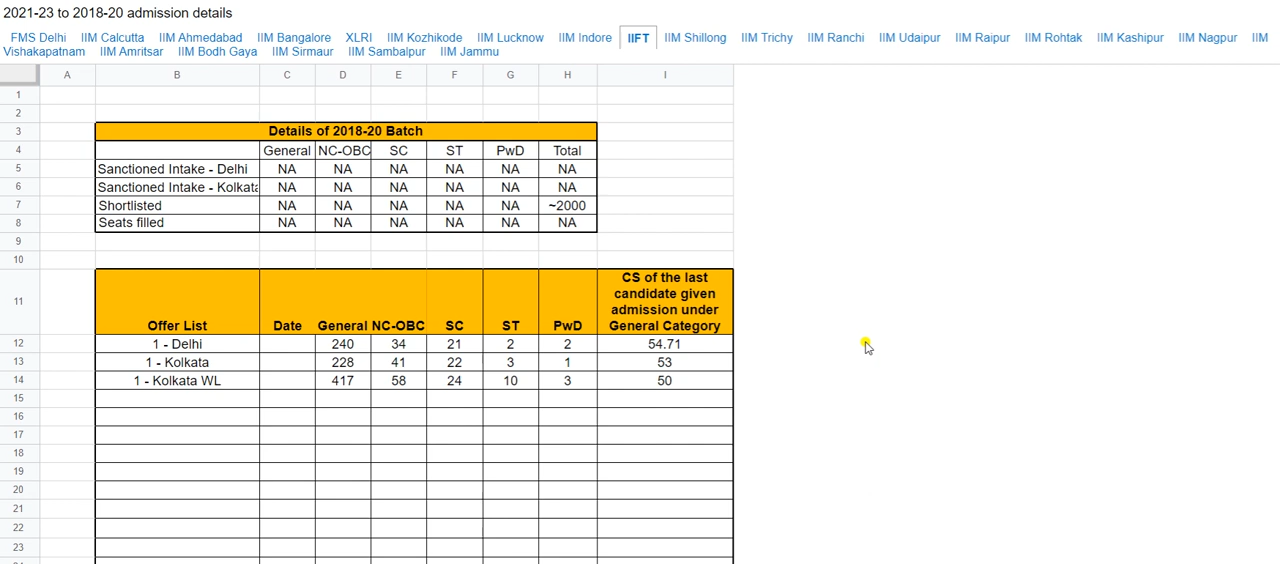 2021-23 to 2018-20 admission details
FMS Delhi IIM Calcutta IIM Ahmedabad IIM Bangalore XLRI IIM Kozhikode IIM Lucknow IIM Indore IIFT IIM Shillong IIM Trichy IIM Ranchi IIM Udaipur IIM Raipur IIM Rohtak IIM Kashipur IIM Nagpur IIM
Vishakapatnam IIM Amritsar IIM Bodh Gaya IIM Sirmaur IIM Sambalpur IIM Jammu
A B C D E F G H I
1
2
3 Details of 2018-20 Batch
4 General NC-OBC SC ST PwD Total
5 Sanctioned Intake - Delhi NA NA NA NA NA NA
6 Sanctioned Intake - Kolkata NA NA NA NA NA NA
7 Shortlisted NA NA NA NA NA ~2000
8 Seats filled NA NA NA NA NA NA
9
10
CS of the last
candidate given
admission under
11 Offer List Date General NC-OBC SC ST PwD General Category
12 1 - Delhi 240 34 21 2 2 54.71
13 1 - Kolkata 228 41 22 3 1 53
14 1 - Kolkata WL 417 58 24 10 3 50
15
16
17
18
19
20
21
22
23